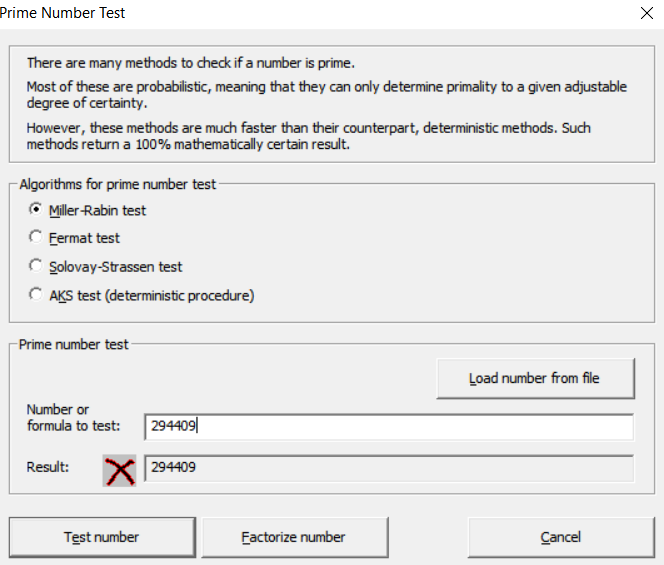 Prime Number Test
There are many methods to check if a number is prime.
Most of these are probabilistic, meaning that they can only determine primality to a given adjustable
degree of certainty.
However, these methods are much faster than their counterpart, deterministic methods. Such
methods return a 100% mathematically certain result.
Algorithms for prime number test
Miller-Rabin test
Fermat test
Solovay-Strassen test
AKS test (deterministic procedure)
Prime number test
Load number from file
Number or
formula to test:
294409
Result:
294409
Test number
Factorize number
Cancel